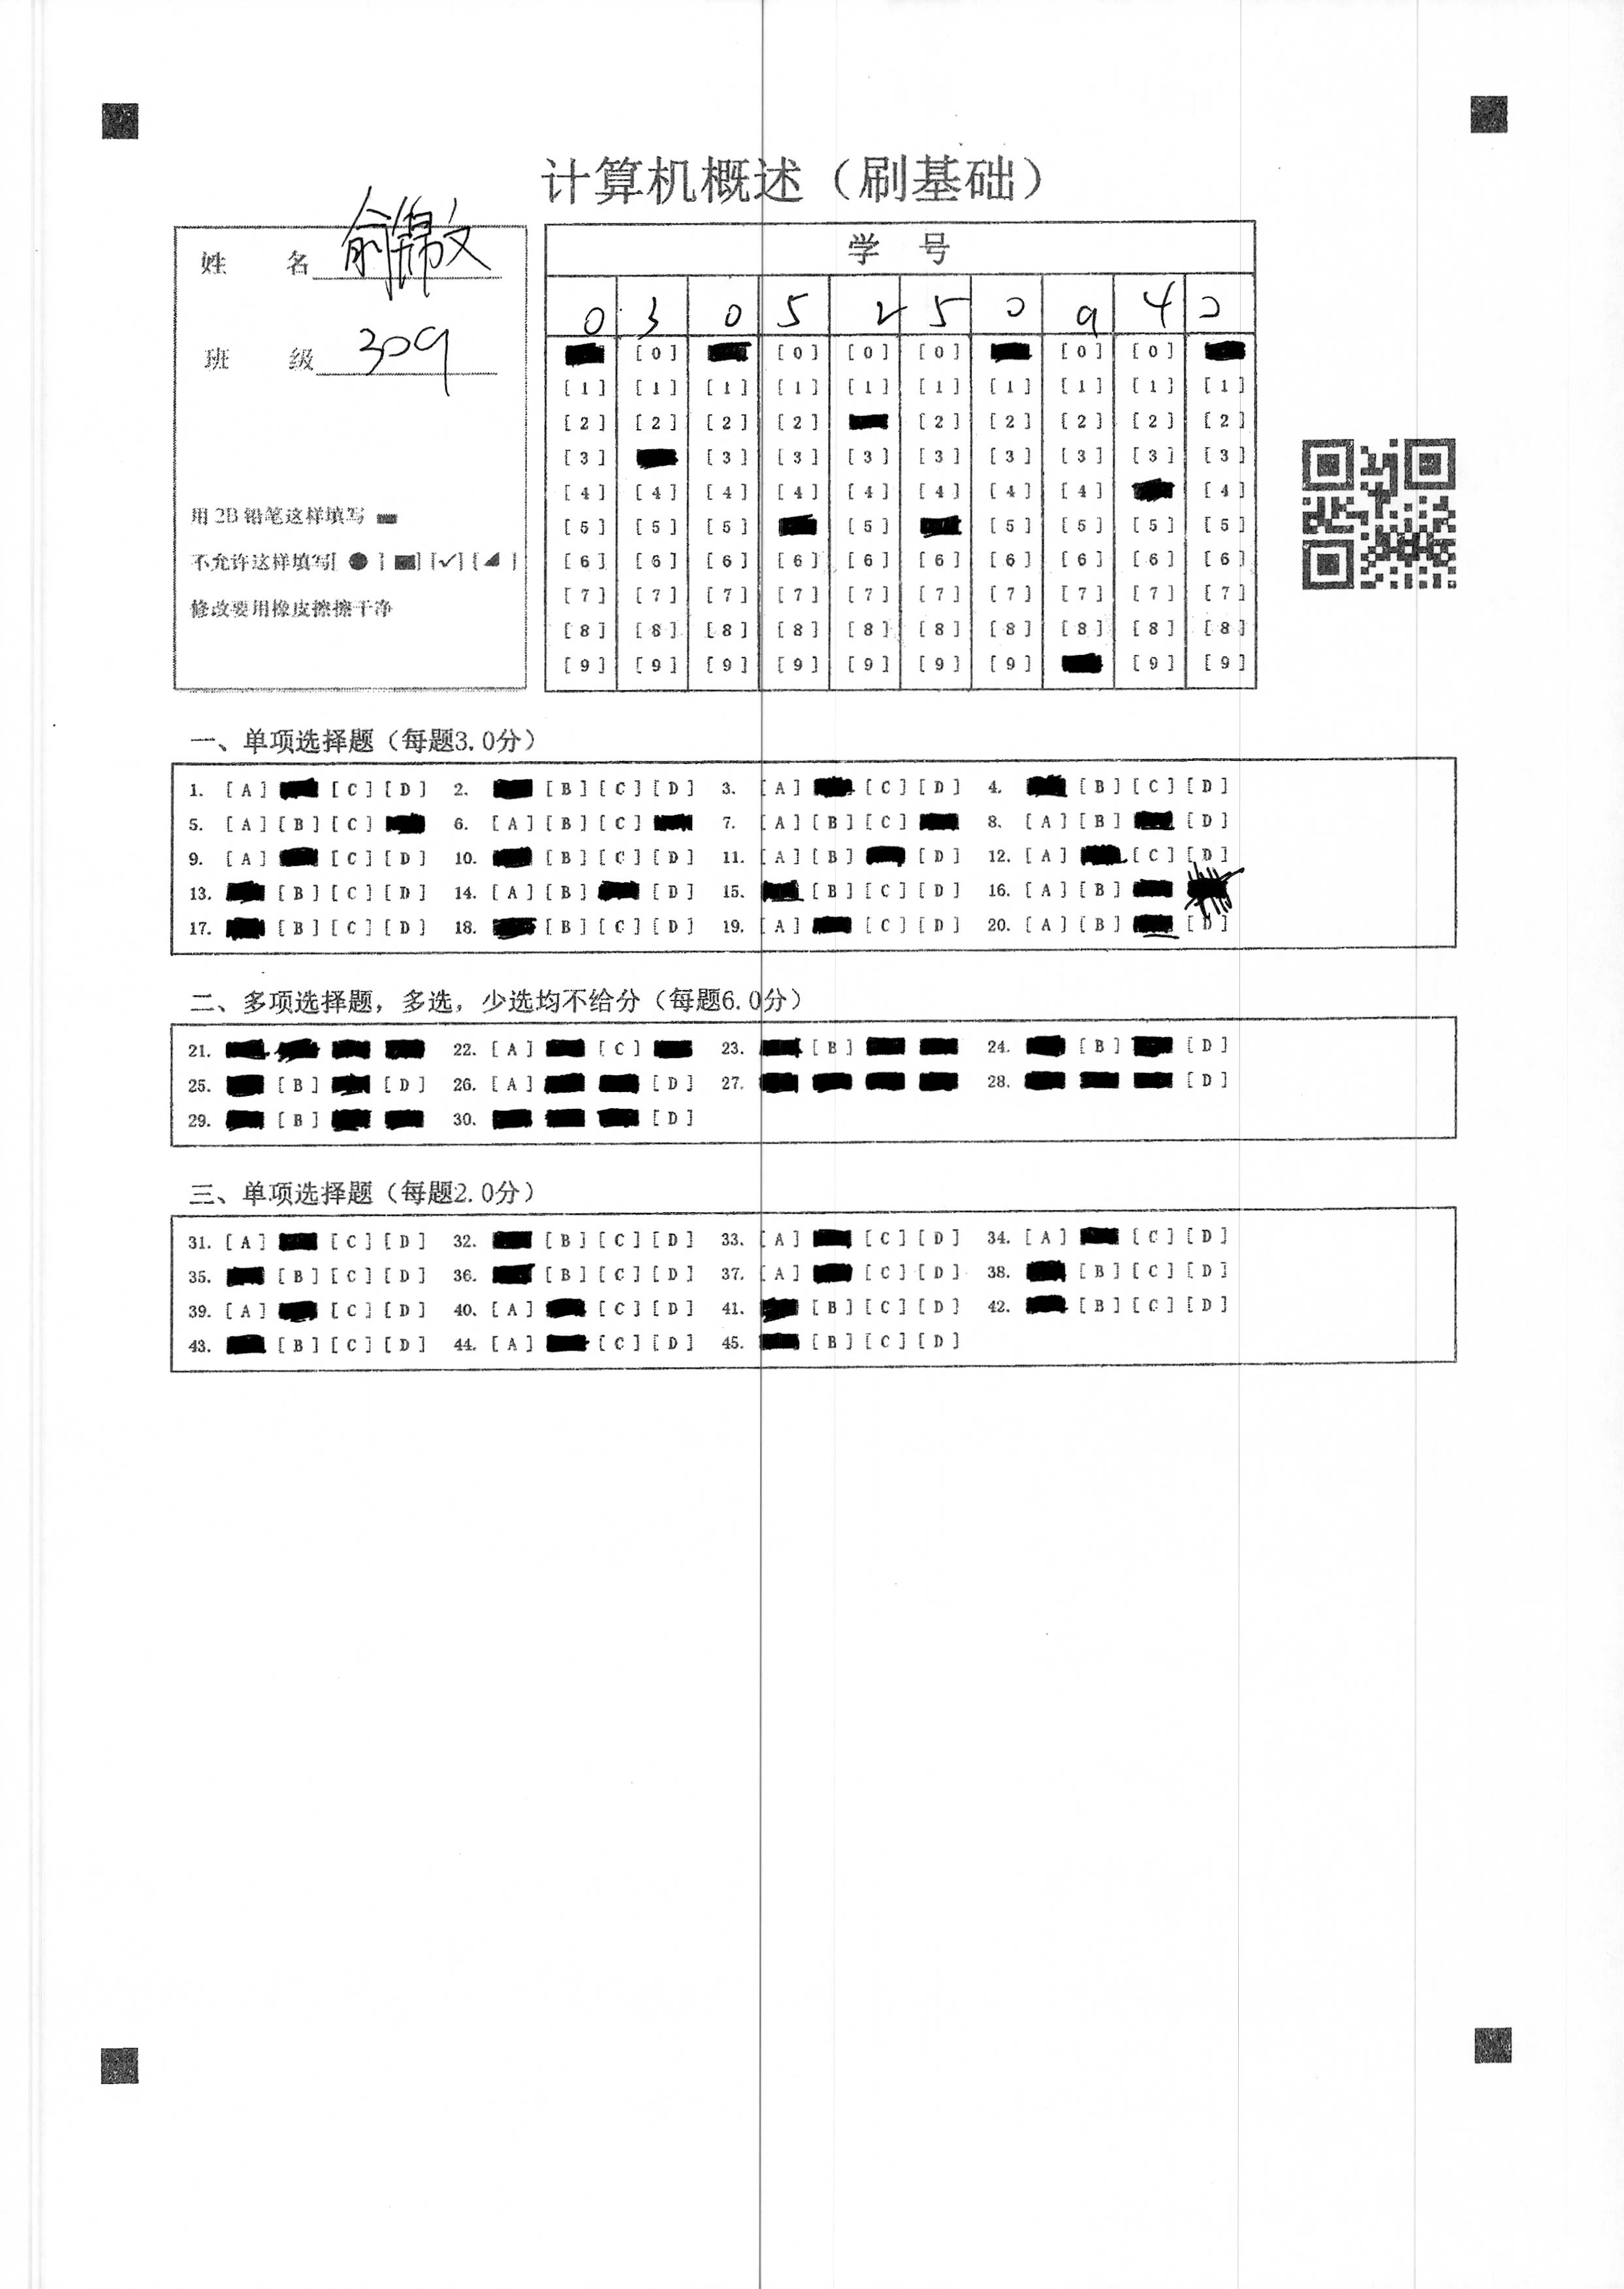 计算机概述（刷基础）
姓 名 俞锦文
班 级 309
用 2B 铅笔这样填写
不允许这样填写[ ● ] [■] [✓] [◢ ]
修改要用橡皮擦擦干净
学 号
0 3 0 5 2 5 0 9 4 0
[0] [0] [0] [0] [0] [0]
[1] [1] [1] [1] [1] [1] [1] [1] [1] [1]
[2] [2] [2] [2] [2] [2] [2] [2] [2]
[3] [3] [3] [3] [3] [3] [3] [3] [3]
[4] [4] [4] [4] [4] [4] [4] [4] [4]
[5] [5] [5] [5] [5] [5] [5] [5]
[6] [6] [6] [6] [6] [6] [6] [6] [6] [6]
[7] [7] [7] [7] [7] [7] [7] [7] [7] [7]
[8] [8] [8] [8] [8] [8] [8] [8] [8] [8]
[9] [9] [9] [9] [9] [9] [9] [9] [9]
一、单项选择题（每题3.0分）
1. [A] [C] [D] 2. [B] [C] [D] 3. [A] [C] [D] 4. [B] [C] [D]
5. [A] [B] [C] 6. [A] [B] [C] 7. [A] [B] [C] 8. [A] [B] [D]
9. [A] [C] [D] 10. [B] [C] [D] 11. [A] [B] [D] 12. [A] [C] [D]
13. [B] [C] [D] 14. [A] [B] [D] 15. [B] [C] [D] 16. [A] [B]
17. [B] [C] [D] 18. [B] [C] [D] 19. [A] [C] [D] 20. [A] [B] [D]
二、多项选择题，多选，少选均不给分（每题6.0分）
21. 22. [A] [C] 23. [B] 24. [B] [D]
25. [B] [D] 26. [A] [D] 27. 28. [D]
29. [B] 30. [D]
三、单项选择题（每题2.0分）
31. [A] [C] [D] 32. [B] [C] [D] 33. [A] [C] [D] 34. [A] [C] [D]
35. [B] [C] [D] 36. [B] [C] [D] 37. [A] [C] [D] 38. [B] [C] [D]
39. [A] [C] [D] 40. [A] [C] [D] 41. [B] [C] [D] 42. [B] [C] [D]
43. [B] [C] [D] 44. [A] [C] [D] 45. [B] [C] [D]